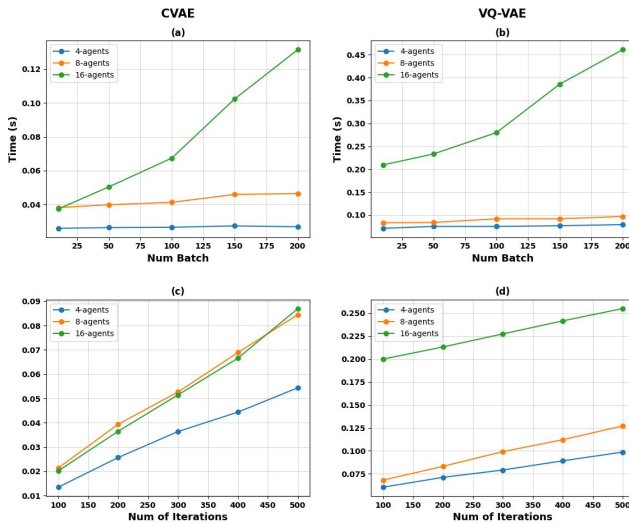 CVAE
VQ-VAE
(a)
(b)
4-agents
8-agents
16-agents
4-agents
8-agents
16-agents
Time (s)
Time (s)
0.12
0.10
0.08
0.06
0.04
0.45
0.40
0.35
0.30
0.25
0.20
0.15
0.10
25 50 75 100 125 150 175 200
25 50 75 100 125 150 175 200
Num Batch
Num Batch
(c)
(d)
4-agents
8-agents
16-agents
4-agents
8-agents
16-agents
0.09
0.08
0.07
0.06
0.05
0.04
0.03
0.02
0.01
0.250
0.225
0.200
0.175
0.150
0.125
0.100
0.075
100 150 200 250 300 350 400 450 500
100 150 200 250 300 350 400 450 500
Num of Iterations
Num of Iterations